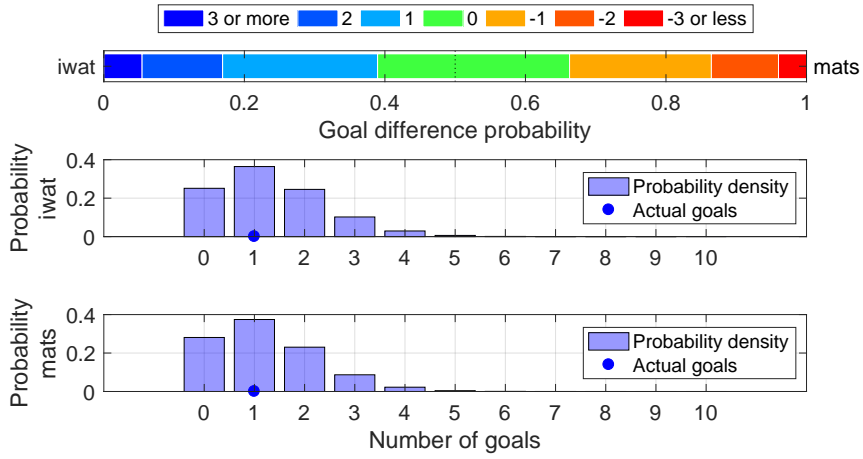 3 or more 2 1 0 -1 -2 -3 or less
iwat mats
0 0.2 0.4 0.6 0.8 1
Goal difference probability
Probability
iwat
0.4
0.2
0
Probability density
Actual goals
0 1 2 3 4 5 6 7 8 9 10
Probability
mats
0.4
0.2
0
Probability density
Actual goals
0 1 2 3 4 5 6 7 8 9 10
Number of goals